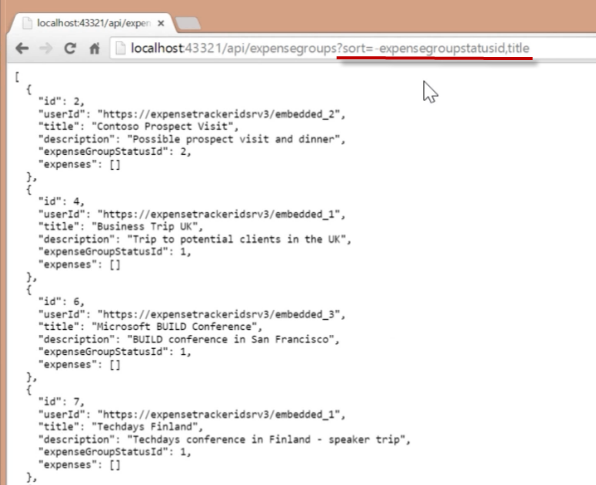 localhost:43321/api/expen
localhost:43321/api/expensegroups?sort=-expensegroupstatusid,title
[
{
"id": 2,
"userId": "https://expensetrackeridsrv3/embedded_2",
"title": "Contoso Prospect Visit",
"description": "Possible prospect visit and dinner",
"expenseGroupStatusId": 2,
"expenses": []
},
{
"id": 4,
"userId": "https://expensetrackeridsrv3/embedded_1",
"title": "Business Trip UK",
"description": "Trip to potential clients in the UK",
"expenseGroupStatusId": 1,
"expenses": []
},
{
"id": 6,
"userId": "https://expensetrackeridsrv3/embedded_3",
"title": "Microsoft BUILD Conference",
"description": "BUILD conference in San Francisco",
"expenseGroupStatusId": 1,
"expenses": []
},
{
"id": 7,
"userId": "https://expensetrackeridsrv3/embedded_1",
"title": "Techdays Finland",
"description": "Techdays conference in Finland - speaker trip",
"expenseGroupStatusId": 1,
"expenses": []
},